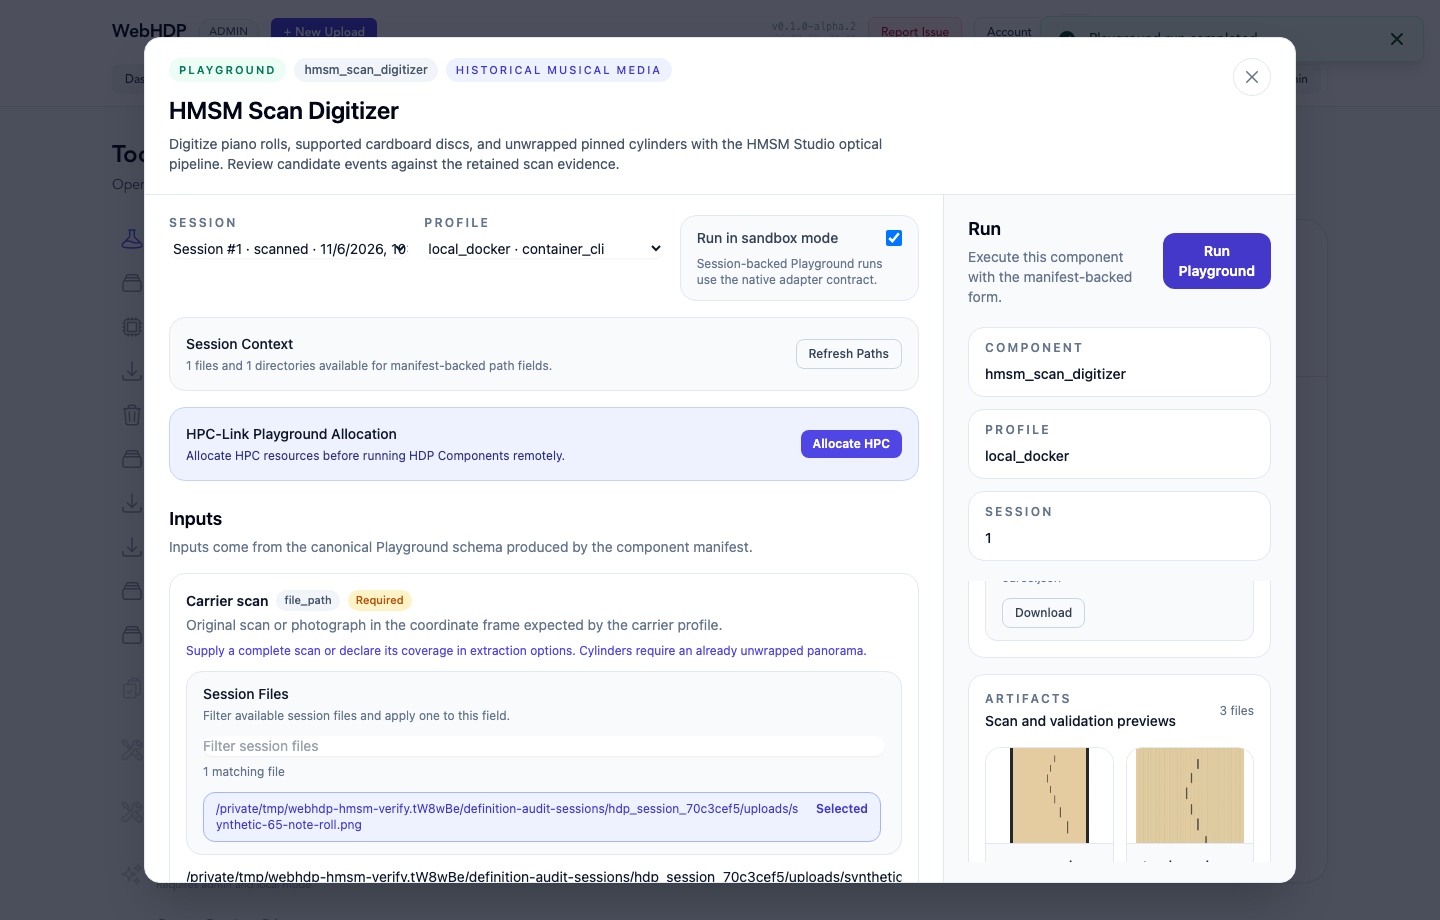 WebHDP ADMIN + New Upload v0.1.0-alpha.2 Report Issue Account Playground run completed
PLAYGROUND hmsm_scan_digitizer HISTORICAL MUSICAL MEDIA
HMSM Scan Digitizer
Digitize piano rolls, supported cardboard discs, and unwrapped pinned cylinders with the HMSM Studio optical
pipeline. Review candidate events against the retained scan evidence.
SESSION
Session #1 · scanned · 11/6/2026,
PROFILE
local_docker · container_cli
Run in sandbox mode
Session-backed Playground runs
use the native adapter contract.
Session Context
1 files and 1 directories available for manifest-backed path fields.
Refresh Paths
HPC-Link Playground Allocation
Allocate HPC resources before running HDP Components remotely.
Allocate HPC
Inputs
Inputs come from the canonical Playground schema produced by the component manifest.
Carrier scan file_path Required
Original scan or photograph in the coordinate frame expected by the carrier profile.
Supply a complete scan or declare its coverage in extraction options. Cylinders require an already unwrapped panorama.
Session Files
Filter available session files and apply one to this field.
Filter session files
1 matching file
/private/tmp/webhdp-hmsm-verify.tW8wBe/definition-audit-sessions/hdp_session_70c3cef5/uploads/s
ynthetic-65-note-roll.png
Selected
/private/tmp/webhdp-hmsm-verify.tW8wBe/definition-audit-sessions/hdp_session_70c3cef5/uploads/synthetic
Run
Execute this component
with the manifest-backed
form.
Run
Playground
COMPONENT
hmsm_scan_digitizer
PROFILE
local_docker
SESSION
1
Download
ARTIFACTS
Scan and validation previews
3 files